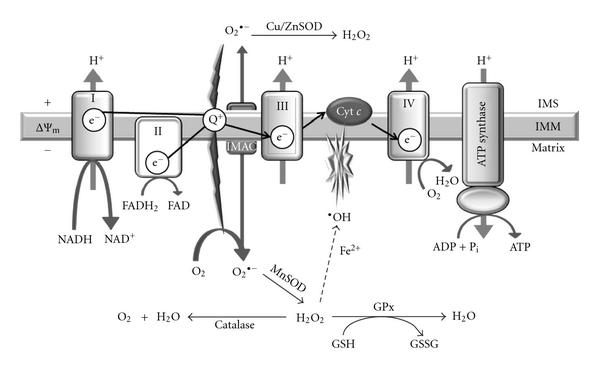 O₂•⁻
Cu/ZnSOD
H₂O₂
H⁺
H⁺
H⁺
H⁺
+
I
e⁻
Q⁺
III
Cyt c
IV
ATP synthase
IMS
ΔΨm
II
e⁻
e⁻
IMM
−
IMAC
Matrix
e⁻
H₂O
O₂
FADH₂
FAD
•OH
NADH
NAD⁺
Fe²⁺
ADP + Pi
ATP
O₂
O₂•⁻
MnSOD
O₂ + H₂O
Catalase
H₂O₂
GPx
H₂O
GSH
GSSG